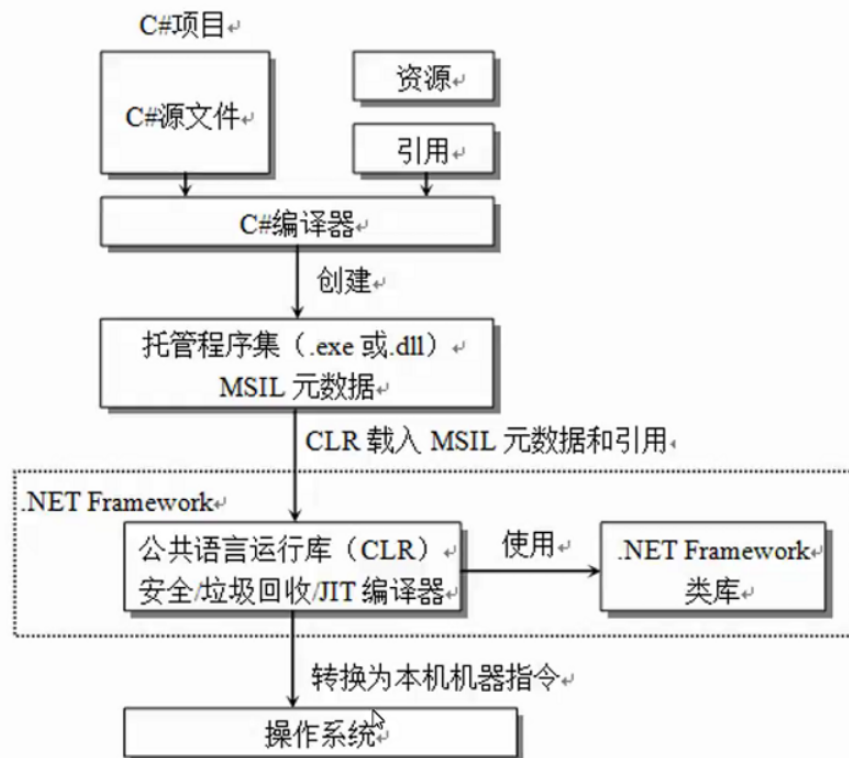 C#项目
C#源文件
资源
引用
C#编译器
创建
托管程序集（.exe 或.dll）
MSIL 元数据
CLR 载入 MSIL 元数据和引用
.NET Framework
公共语言运行库（CLR）
安全/垃圾回收/JIT 编译器
使用
.NET Framework
类库
转换为本机机器指令
操作系统